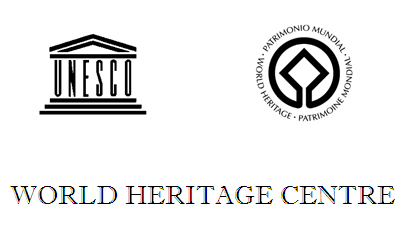 UNESCO
WORLD HERITAGE • PATRIMONIO MUNDIAL • PATRIMOINE MONDIAL •
WORLD HERITAGE CENTRE